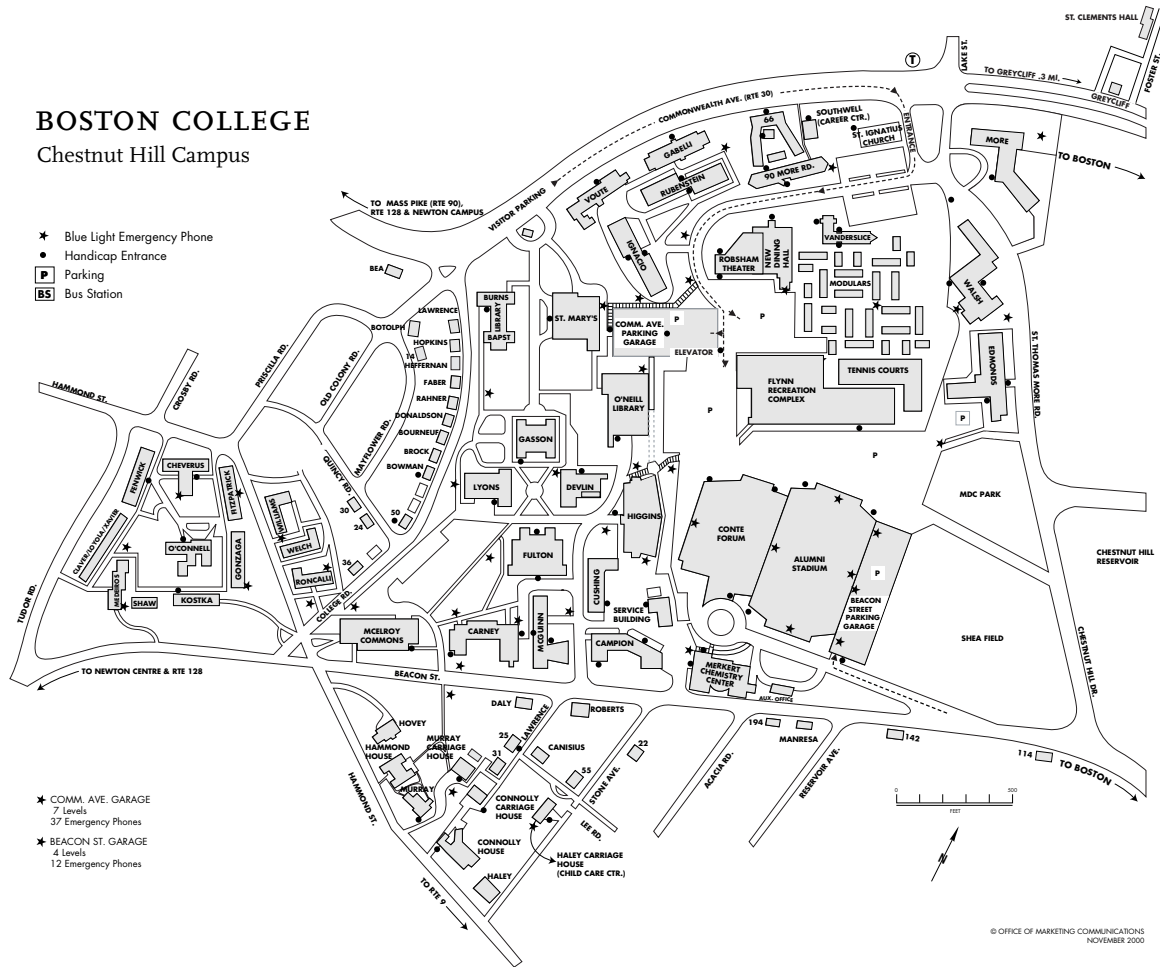 BOSTON COLLEGE
Chestnut Hill Campus
Blue Light Emergency Phone
Handicap Entrance
P Parking
BS Bus Station
ST. CLEMENTS HALL
FOSTER ST.
LAKE ST.
T
TO GREYCLIFF .3 MI.
GREYCLIFF
COMMONWEALTH AVE. (RTE 30)
ENTRANCE
66
SOUTHWELL
(CAREER CTR.)
ST. IGNATIUS
CHURCH
MORE
TO BOSTON
GABELLI
90 MORE RD.
RUBENSTEIN
VOUTE
VISITOR PARKING
TO MASS PIKE (RTE 90),
RTE 128 & NEWTON CAMPUS
IGNACIO
ROBSHAM
THEATER
NEW
DINING
HALL
VANDERSLICE
MODULARS
WALSH
BEA
BURNS
LIBRARY
BAPST
ST. MARY'S
COMM. AVE.
PARKING
GARAGE
P
P
ELEVATOR
LAWRENCE
BOTOLPH
HOPKINS
14
HEFFERNAN
FABER
RAHNER
DONALDSON
BOURNEUF
BROCK
BOWMAN
PRISCILLA RD.
OLD COLONY RD.
MAYFLOWER RD.
QUINCY RD.
CROSBY RD.
HAMMOND ST.
TENNIS COURTS
FLYNN
RECREATION
COMPLEX
EDMONDS
ST. THOMAS MORE RD.
P
P
P
O'NEILL
LIBRARY
GASSON
LYONS
DEVLIN
HIGGINS
CONTE
FORUM
ALUMNI
STADIUM
P
BEACON
STREET
PARKING
GARAGE
MDC PARK
CHESTNUT HILL
RESERVOIR
SHEA FIELD
CHESTNUT HILL DR.
FENWICK
CHEVERUS
FITZPATRICK
CLAVER/LOYOLA/XAVIER
O'CONNELL
GONZAGA
MEDEIROS
SHAW
KOSTKA
WILLIAMS
WELCH
RONCALLI
30
24
50
36
COLLEGE RD.
TUDOR RD.
FULTON
CUSHING
SERVICE
BUILDING
MCELROY
COMMONS
CARNEY
MCGUINN
CAMPION
MERKERT
CHEMISTRY
CENTER
AUX. OFFICE
BEACON ST.
TO NEWTON CENTRE & RTE 128
DALY
LAWRENCE
ROBERTS
194
MANRESA
142
114
TO BOSTON
HOVEY
HAMMOND
HOUSE
MURRAY
CARRIAGE
HOUSE
25
31
CANISIUS
22
55
STONE AVE.
ACACIA RD.
RESERVOIR AVE.
MURRAY
HAMMOND ST.
CONNOLLY
CARRIAGE
HOUSE
LEE RD.
CONNOLLY
HOUSE
HALEY CARRIAGE
HOUSE
(CHILD CARE CTR.)
HALEY
TO RTE 9
COMM. AVE. GARAGE
7 Levels
37 Emergency Phones
BEACON ST. GARAGE
4 Levels
12 Emergency Phones
0 500
FEET
N
© OFFICE OF MARKETING COMMUNICATIONS
NOVEMBER 2000